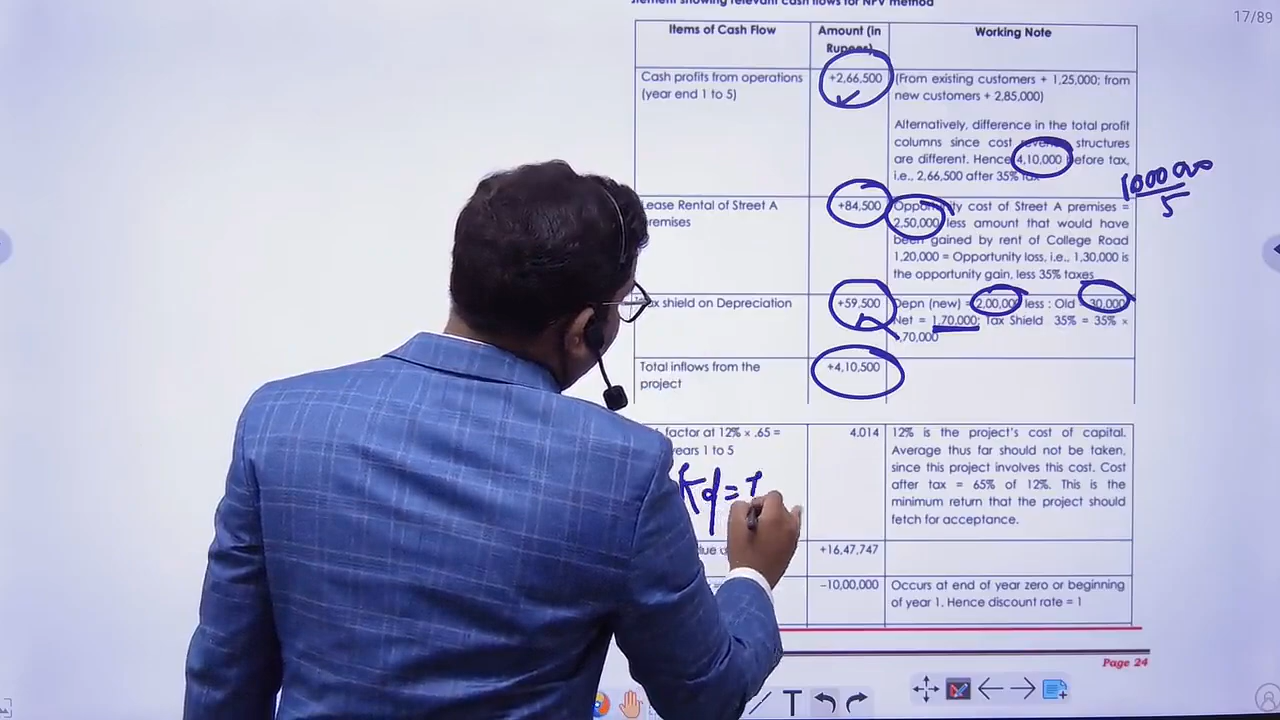 17/89
statement showing relevant cash flows for NPV method
Items of Cash Flow
Amount (in
Rupees)
Working Note
Cash profits from operations
(year end 1 to 5)
+2,66,500
(From existing customers + 1,25,000; from
new customers + 2,85,000)
Alternatively, difference in the total profit
columns since cost revenue structures
are different. Hence 4,10,000 before tax,
i.e., 2,66,500 after 35% tax
1000000
5
Lease Rental of Street A
premises
+84,500
Opportunity cost of Street A premises =
2,50,000 less amount that would have
been gained by rent of College Road
1,20,000 = Opportunity loss, i.e., 1,30,000 is
the opportunity gain, less 35% taxes
Tax shield on Depreciation
+59,500
Depn (new) = 2,00,000 less : Old = 30,000
Net = 1,70,000; Tax Shield 35% = 35% ×
1,70,000
Total inflows from the
project
+4,10,500
factor at 12% × .65 =
years 1 to 5
4.014
12% is the project's cost of capital.
Average thus far should not be taken,
since this project involves this cost. Cost
after tax = 65% of 12%. This is the
minimum return that the project should
fetch for acceptance.
Kd=
+16,47,747
−10,00,000
Occurs at end of year zero or beginning
of year 1. Hence discount rate = 1
Page 24
T